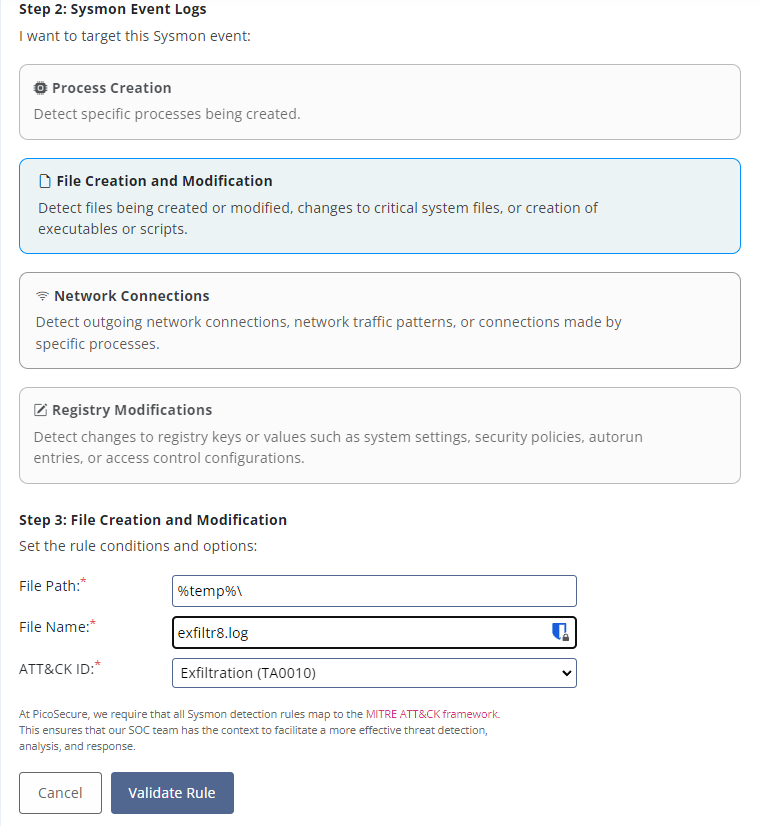 Step 2: Sysmon Event Logs
I want to target this Sysmon event:
Process Creation
Detect specific processes being created.
File Creation and Modification
Detect files being created or modified, changes to critical system files, or creation of
executables or scripts.
Network Connections
Detect outgoing network connections, network traffic patterns, or connections made by
specific processes.
Registry Modifications
Detect changes to registry keys or values such as system settings, security policies, autorun
entries, or access control configurations.
Step 3: File Creation and Modification
Set the rule conditions and options:
File Path:* %temp%\
File Name:* exfiltr8.log
ATT&CK ID:* Exfiltration (TA0010)
At PicoSecure, we require that all Sysmon detection rules map to the MITRE ATT&CK framework.
This ensures that our SOC team has the context to facilitate a more effective threat detection,
analysis, and response.
Cancel Validate Rule